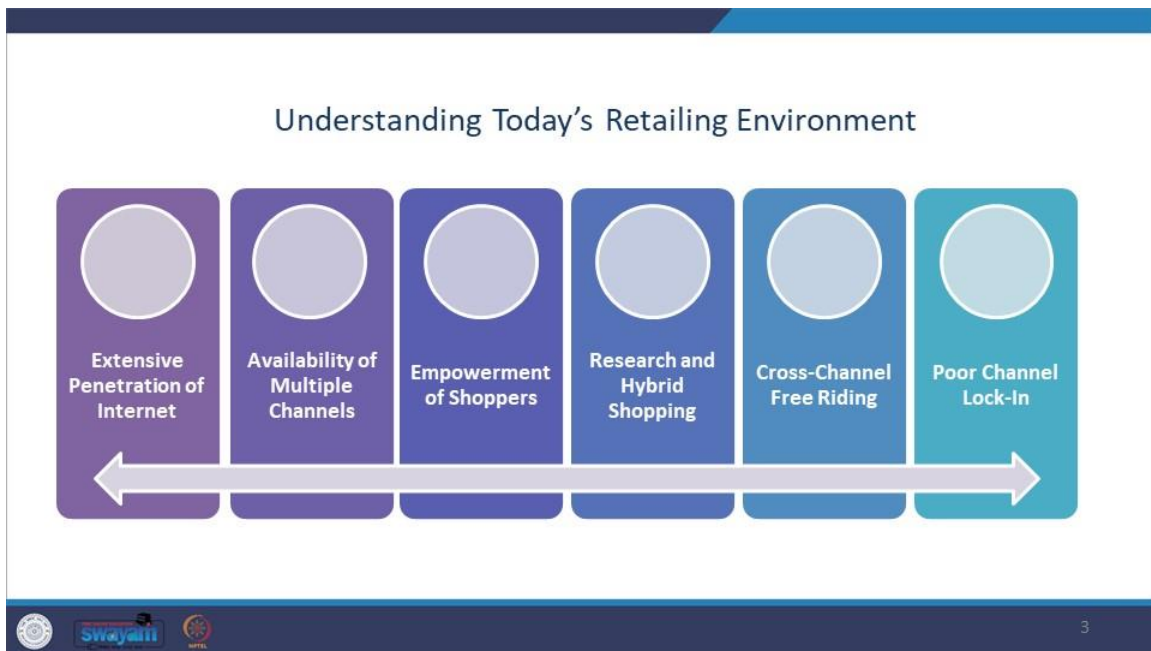 Understanding Today’s Retailing Environment
Extensive
Penetration of
Internet
Availability of
Multiple
Channels
Empowerment
of Shoppers
Research and
Hybrid
Shopping
Cross-Channel
Free Riding
Poor Channel
Lock-In
swayam
NPTEL
3